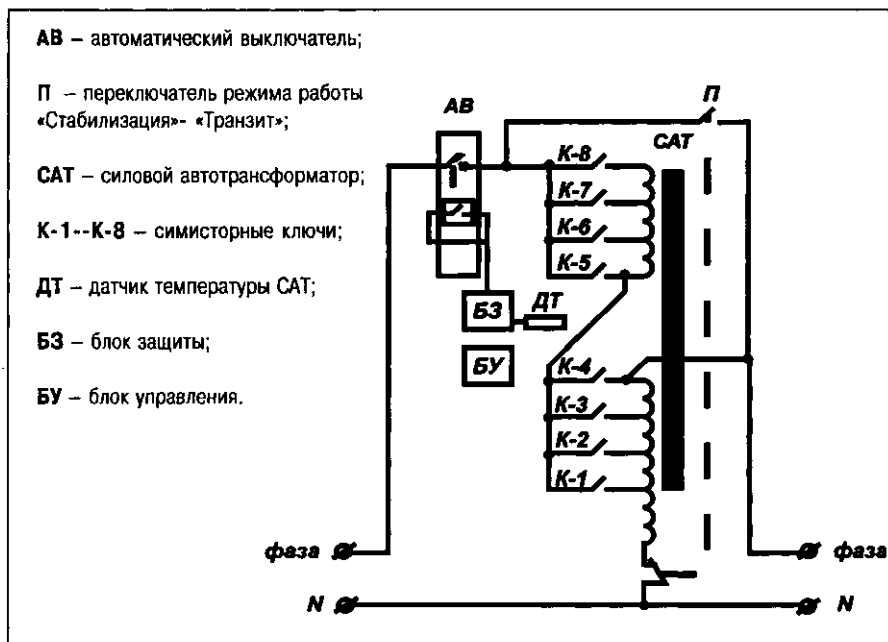 АВ – автоматический выключатель;
П – переключатель режима работы
«Стабилизация»- «Транзит»;
САТ – силовой автотрансформатор;
К-1--К-8 – симисторные ключи;
ДТ – датчик температуры САТ;
БЗ – блок защиты;
БУ – блок управления.
АВ
П
САТ
К-8
К-7
К-6
К-5
БЗ
ДТ
БУ
К-4
К-3
К-2
К-1
фаза
фаза
N
N